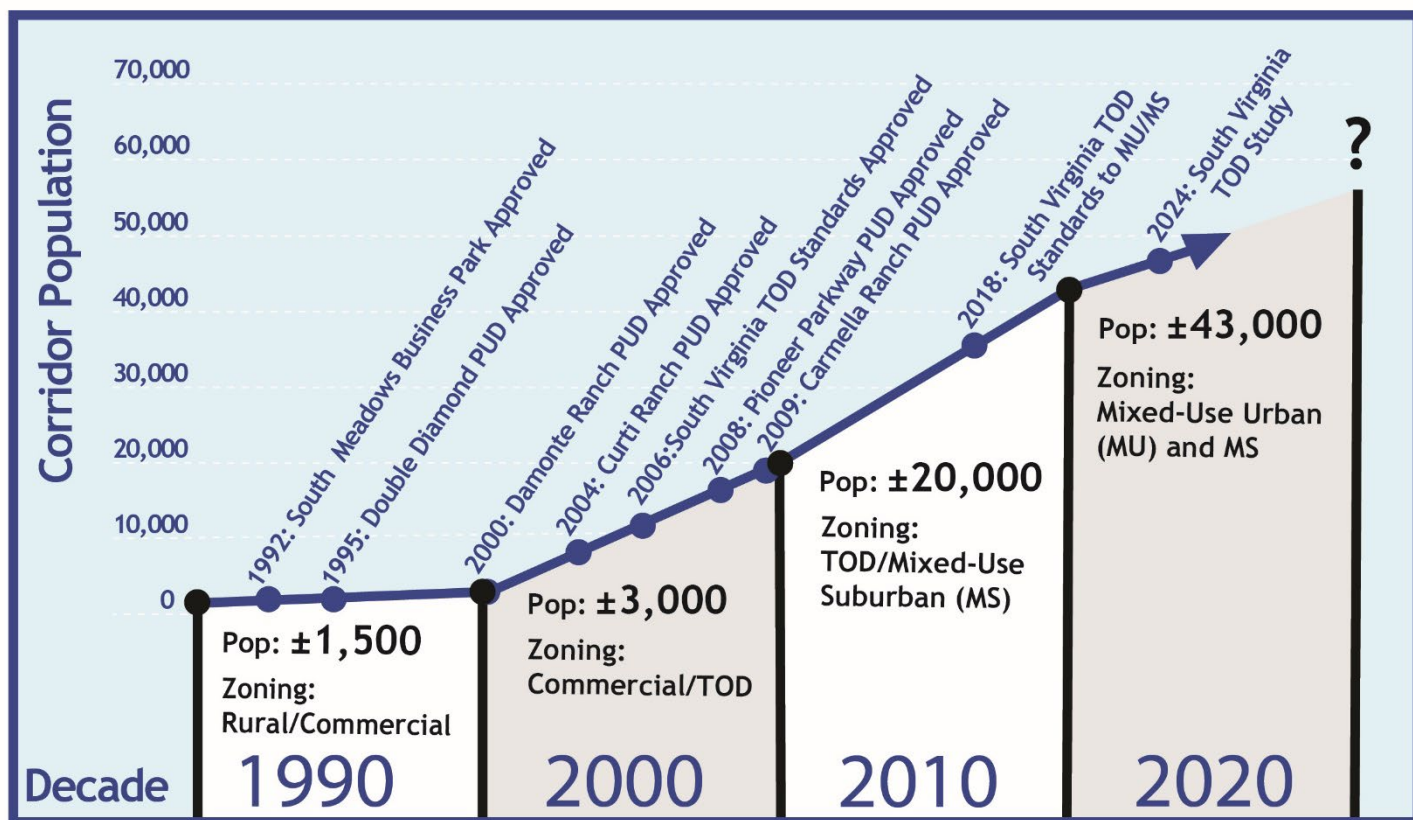 Corridor Population
70,000
60,000
50,000
40,000
30,000
20,000
10,000
0
1992: South Meadows Business Park Approved
1995: Double Diamond PUD Approved
2000: Damonte Ranch PUD Approved
2004: Curti Ranch PUD Approved
2006:South Virginia TOD Standards Approved
2008: Pioneer Parkway PUD Approved
2009: Carmella Ranch PUD Approved
2018: South Virginia TOD
Standards to MU/MS
2024: South Virginia
TOD Study
?
Pop: ±1,500
Zoning:
Rural/Commercial
Pop: ±3,000
Zoning:
Commercial/TOD
Pop: ±20,000
Zoning:
TOD/Mixed-Use
Suburban (MS)
Pop: ±43,000
Zoning:
Mixed-Use Urban
(MU) and MS
Decade
1990
2000
2010
2020